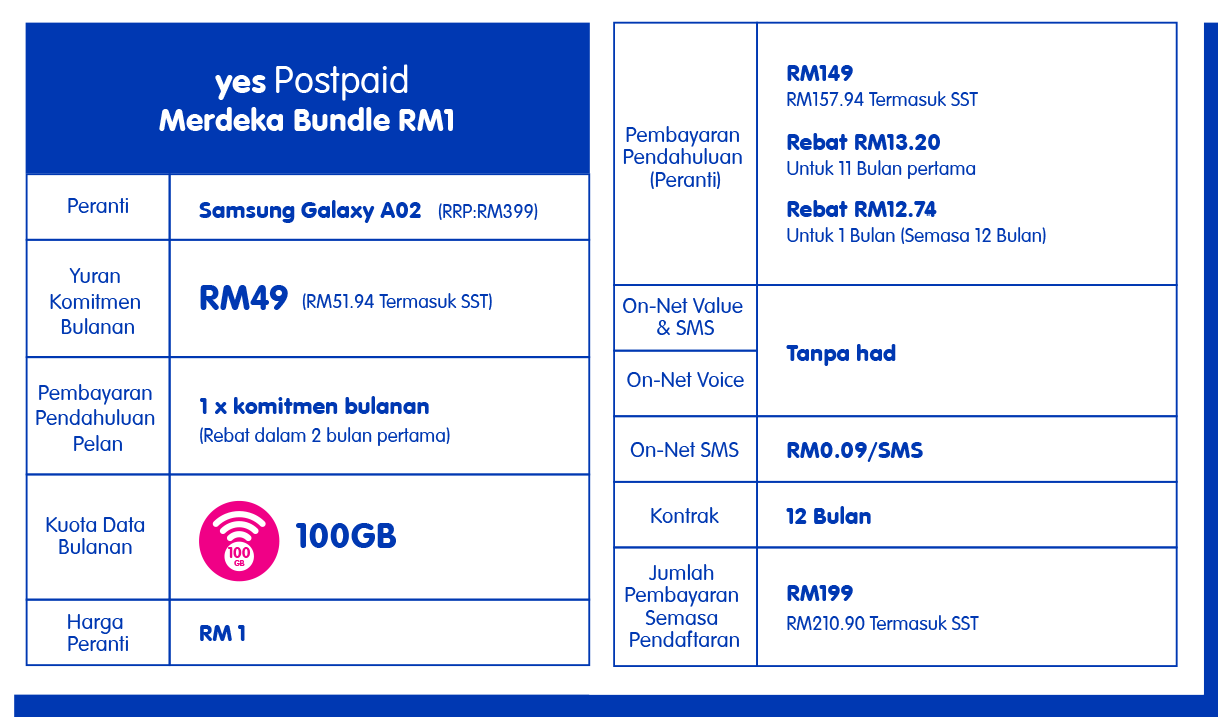 yes Postpaid
Merdeka Bundle RM1
Peranti
Samsung Galaxy A02 (RRP:RM399)
Yuran
Komitmen
Bulanan
RM49 (RM51.94 Termasuk SST)
Pembayaran
Pendahuluan
Pelan
1 x komitmen bulanan
(Rebat dalam 2 bulan pertama)
Kuota Data
Bulanan
100
GB
100GB
Harga
Peranti
RM 1
Pembayaran
Pendahuluan
(Peranti)
RM149
RM157.94 Termasuk SST
Rebat RM13.20
Untuk 11 Bulan pertama
Rebat RM12.74
Untuk 1 Bulan (Semasa 12 Bulan)
On-Net Value
& SMS
On-Net Voice
Tanpa had
On-Net SMS
RM0.09/SMS
Kontrak
12 Bulan
Jumlah
Pembayaran
Semasa
Pendaftaran
RM199
RM210.90 Termasuk SST